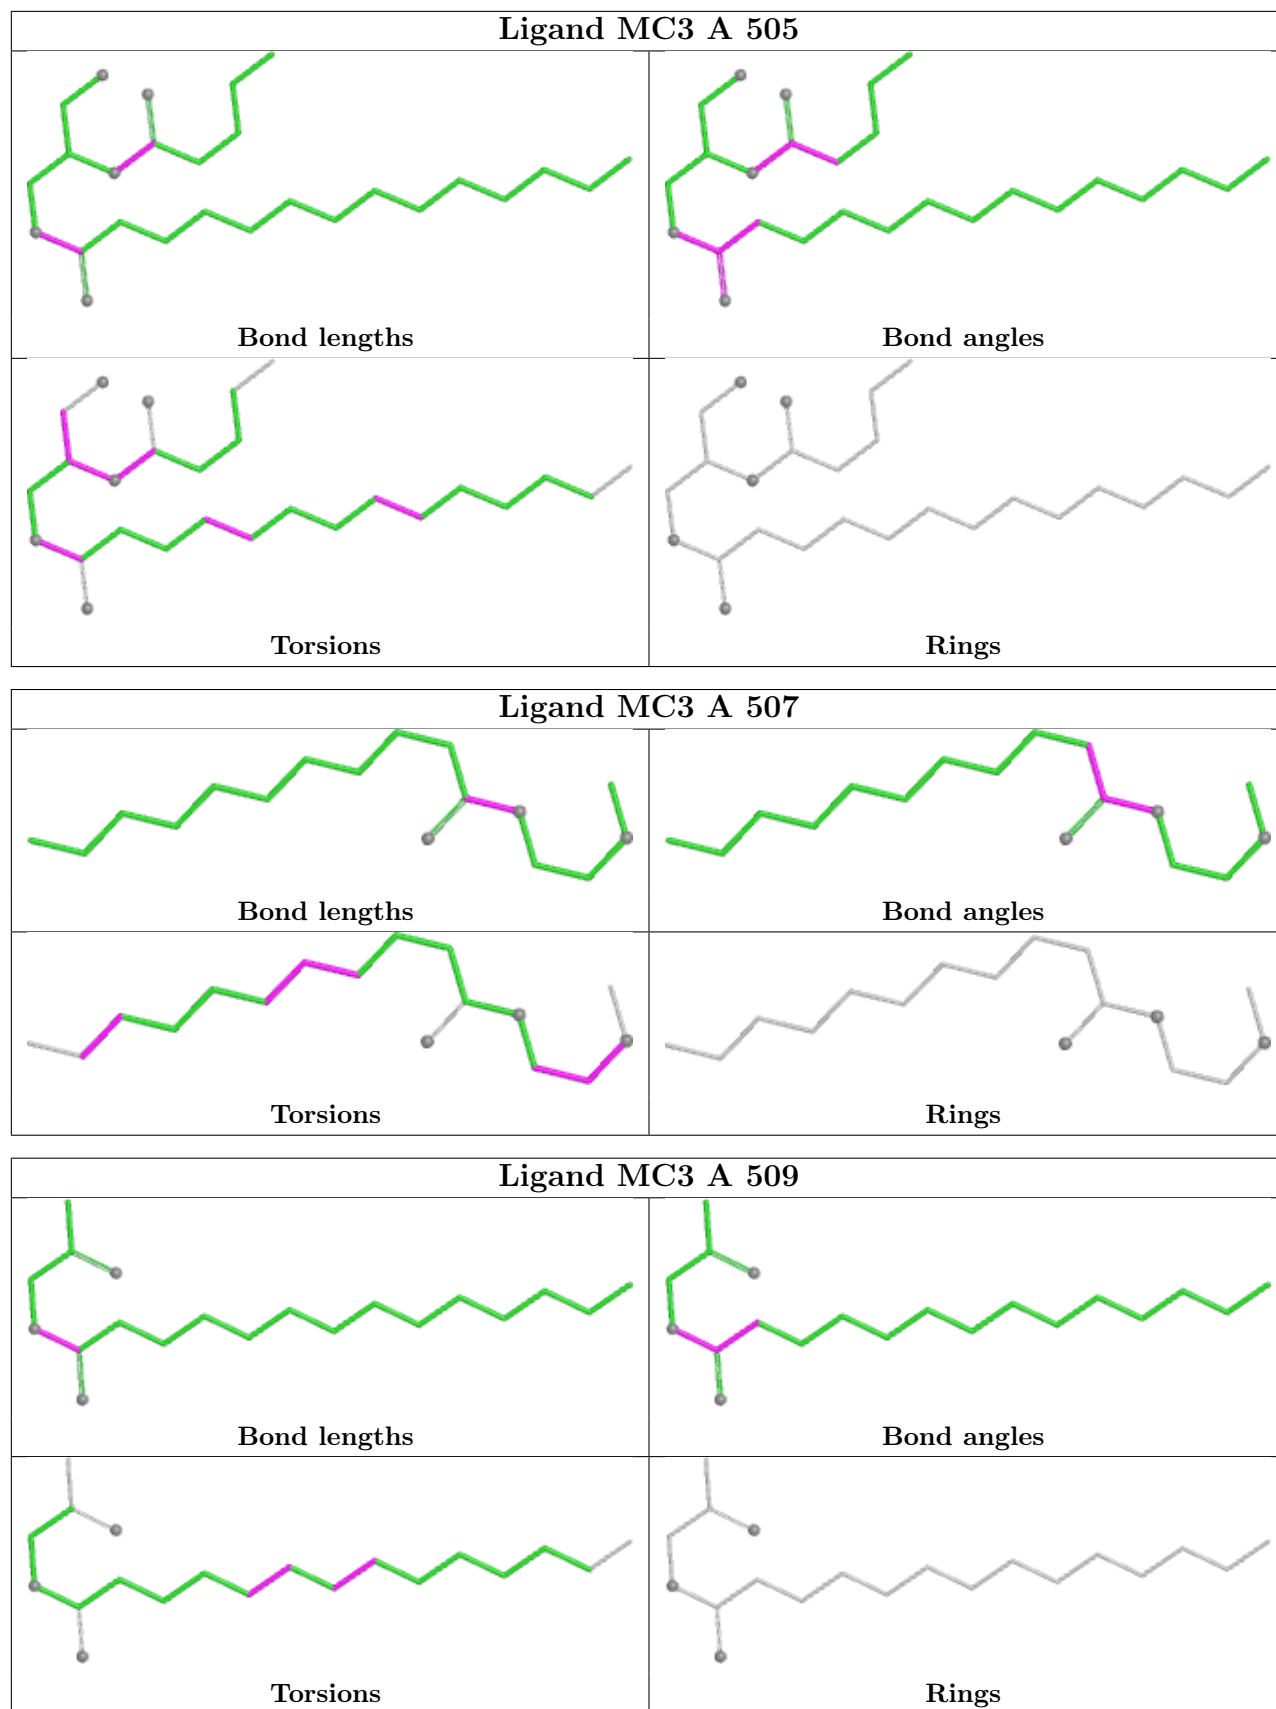 Ligand MC3 A 505
Bond lengths
Bond angles
Torsions
Rings
Ligand MC3 A 507
Bond lengths
Bond angles
Torsions
Rings
Ligand MC3 A 509
Bond lengths
Bond angles
Torsions
Rings